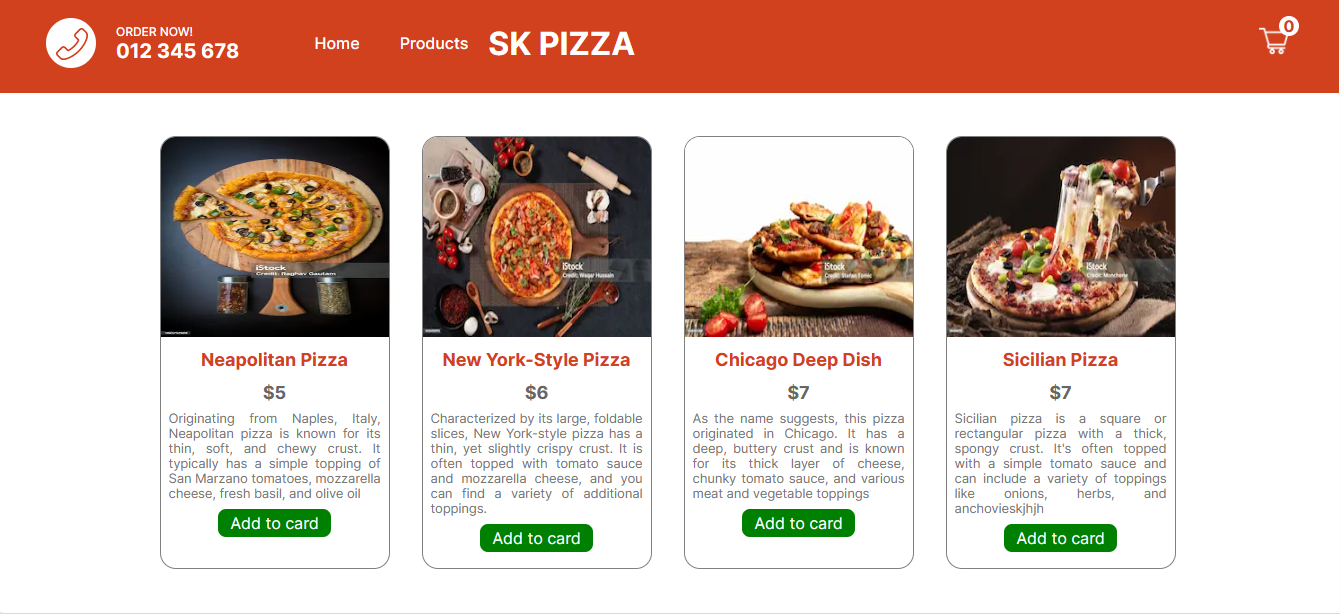 ORDER NOW!
012 345 678
Home
Products
SK PIZZA
0
iStock
Credit: Raghav Gautam
iStock
Credit: Waqar Hussain
iStock
iStock
Neapolitan Pizza
$5
Originating from Naples, Italy,
Neapolitan pizza is known for its
thin, soft, and chewy crust. It
typically has a simple topping of
San Marzano tomatoes, mozzarella
cheese, fresh basil, and olive oil
Add to card
New York-Style Pizza
$6
Characterized by its large, foldable
slices, New York-style pizza has a
thin, yet slightly crispy crust. It is
often topped with tomato sauce
and mozzarella cheese, and you
can find a variety of additional
toppings.
Add to card
Chicago Deep Dish
$7
As the name suggests, this pizza
originated in Chicago. It has a
deep, buttery crust and is known
for its thick layer of cheese,
chunky tomato sauce, and various
meat and vegetable toppings
Add to card
Sicilian Pizza
$7
Sicilian pizza is a square or
rectangular pizza with a thick,
spongy crust. It's often topped
with a simple tomato sauce and
can include a variety of toppings
like onions, herbs, and
anchovieskjhjh
Add to card